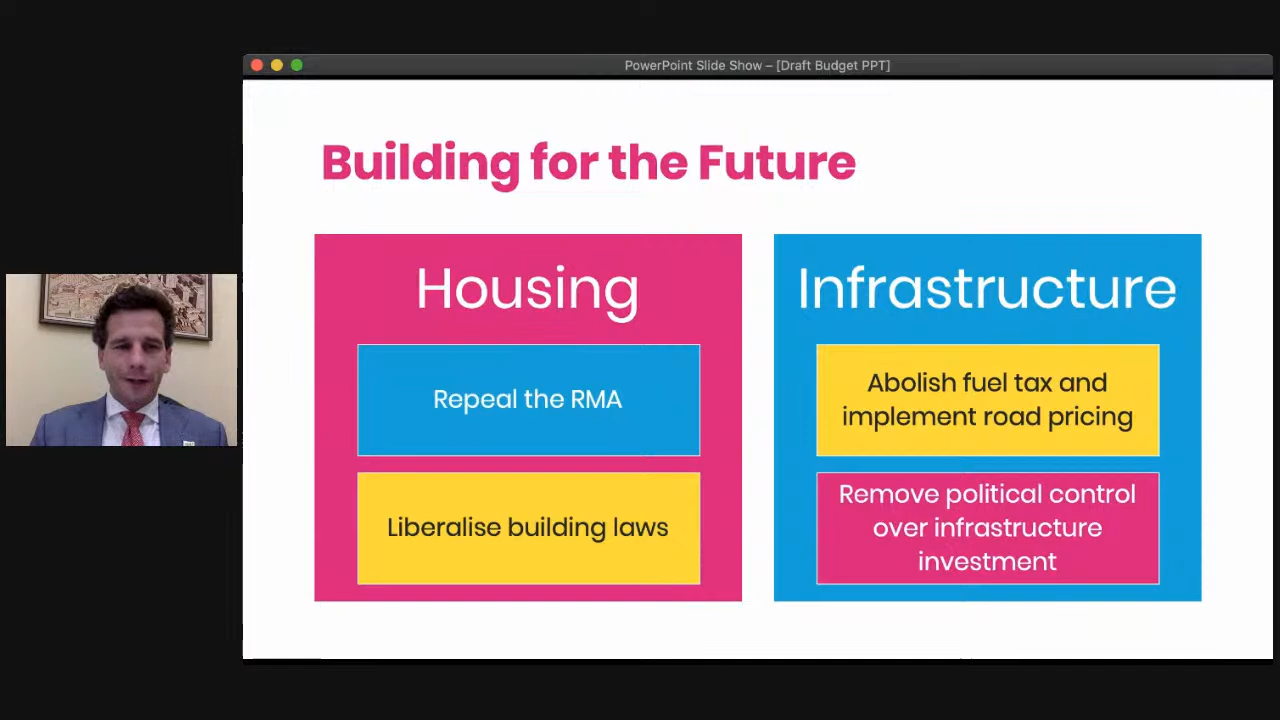 PowerPoint Slide Show – [Draft Budget PPT]
Building for the Future
Housing
Repeal the RMA
Liberalise building laws
Infrastructure
Abolish fuel tax and
implement road pricing
Remove political control
over infrastructure
investment